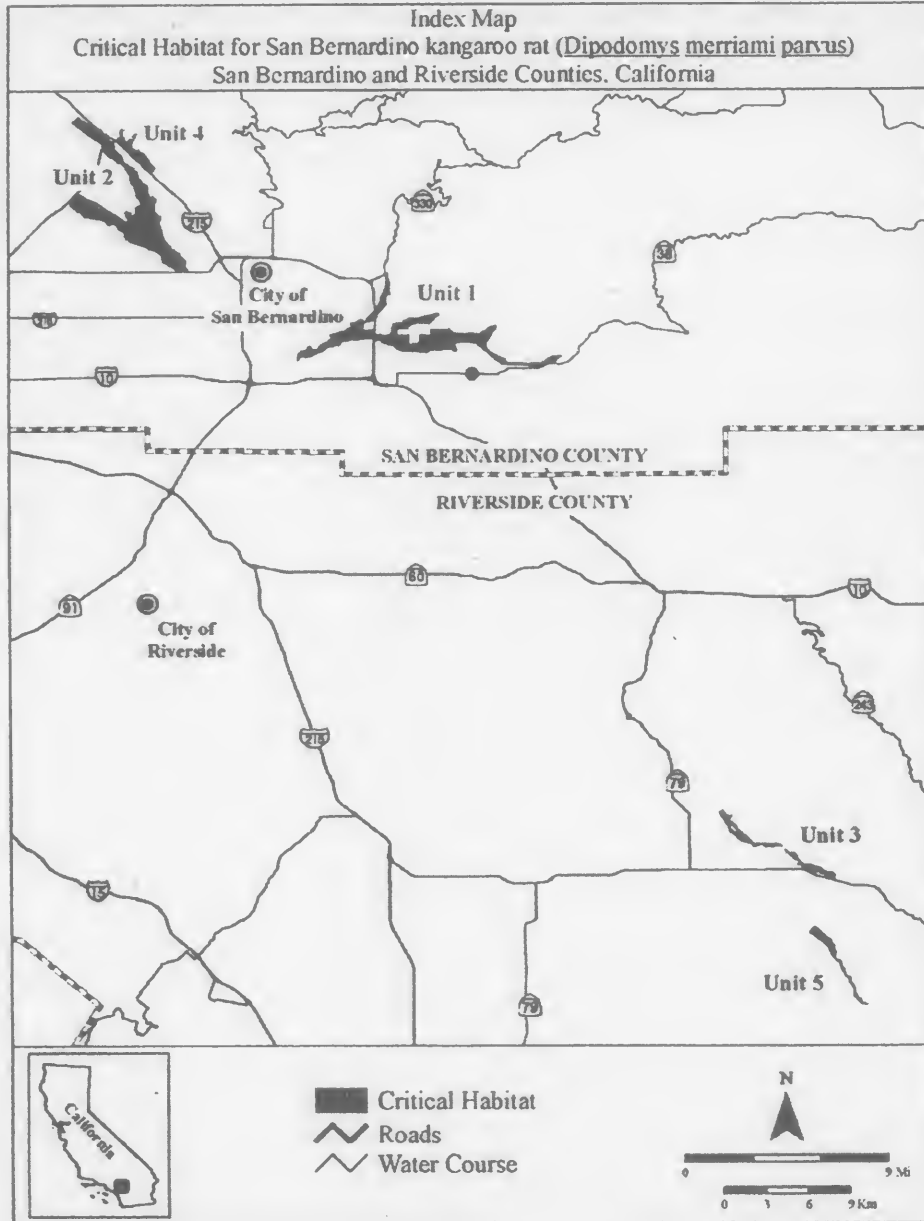 Index Map
Critical Habitat for San Bernardino kangaroo rat (Dipodomys merriami parvus)
San Bernardino and Riverside Counties, California
Unit 4
Unit 2
330
215
38
City of
San Bernardino
Unit 1
10
SAN BERNARDINO COUNTY
RIVERSIDE COUNTY
60
10
91
City of
Riverside
243
215
79
Unit 3
15
Unit 5
79
California
Critical Habitat
Roads
Water Course
N
0 9 Mi
0 3 6 9 Km